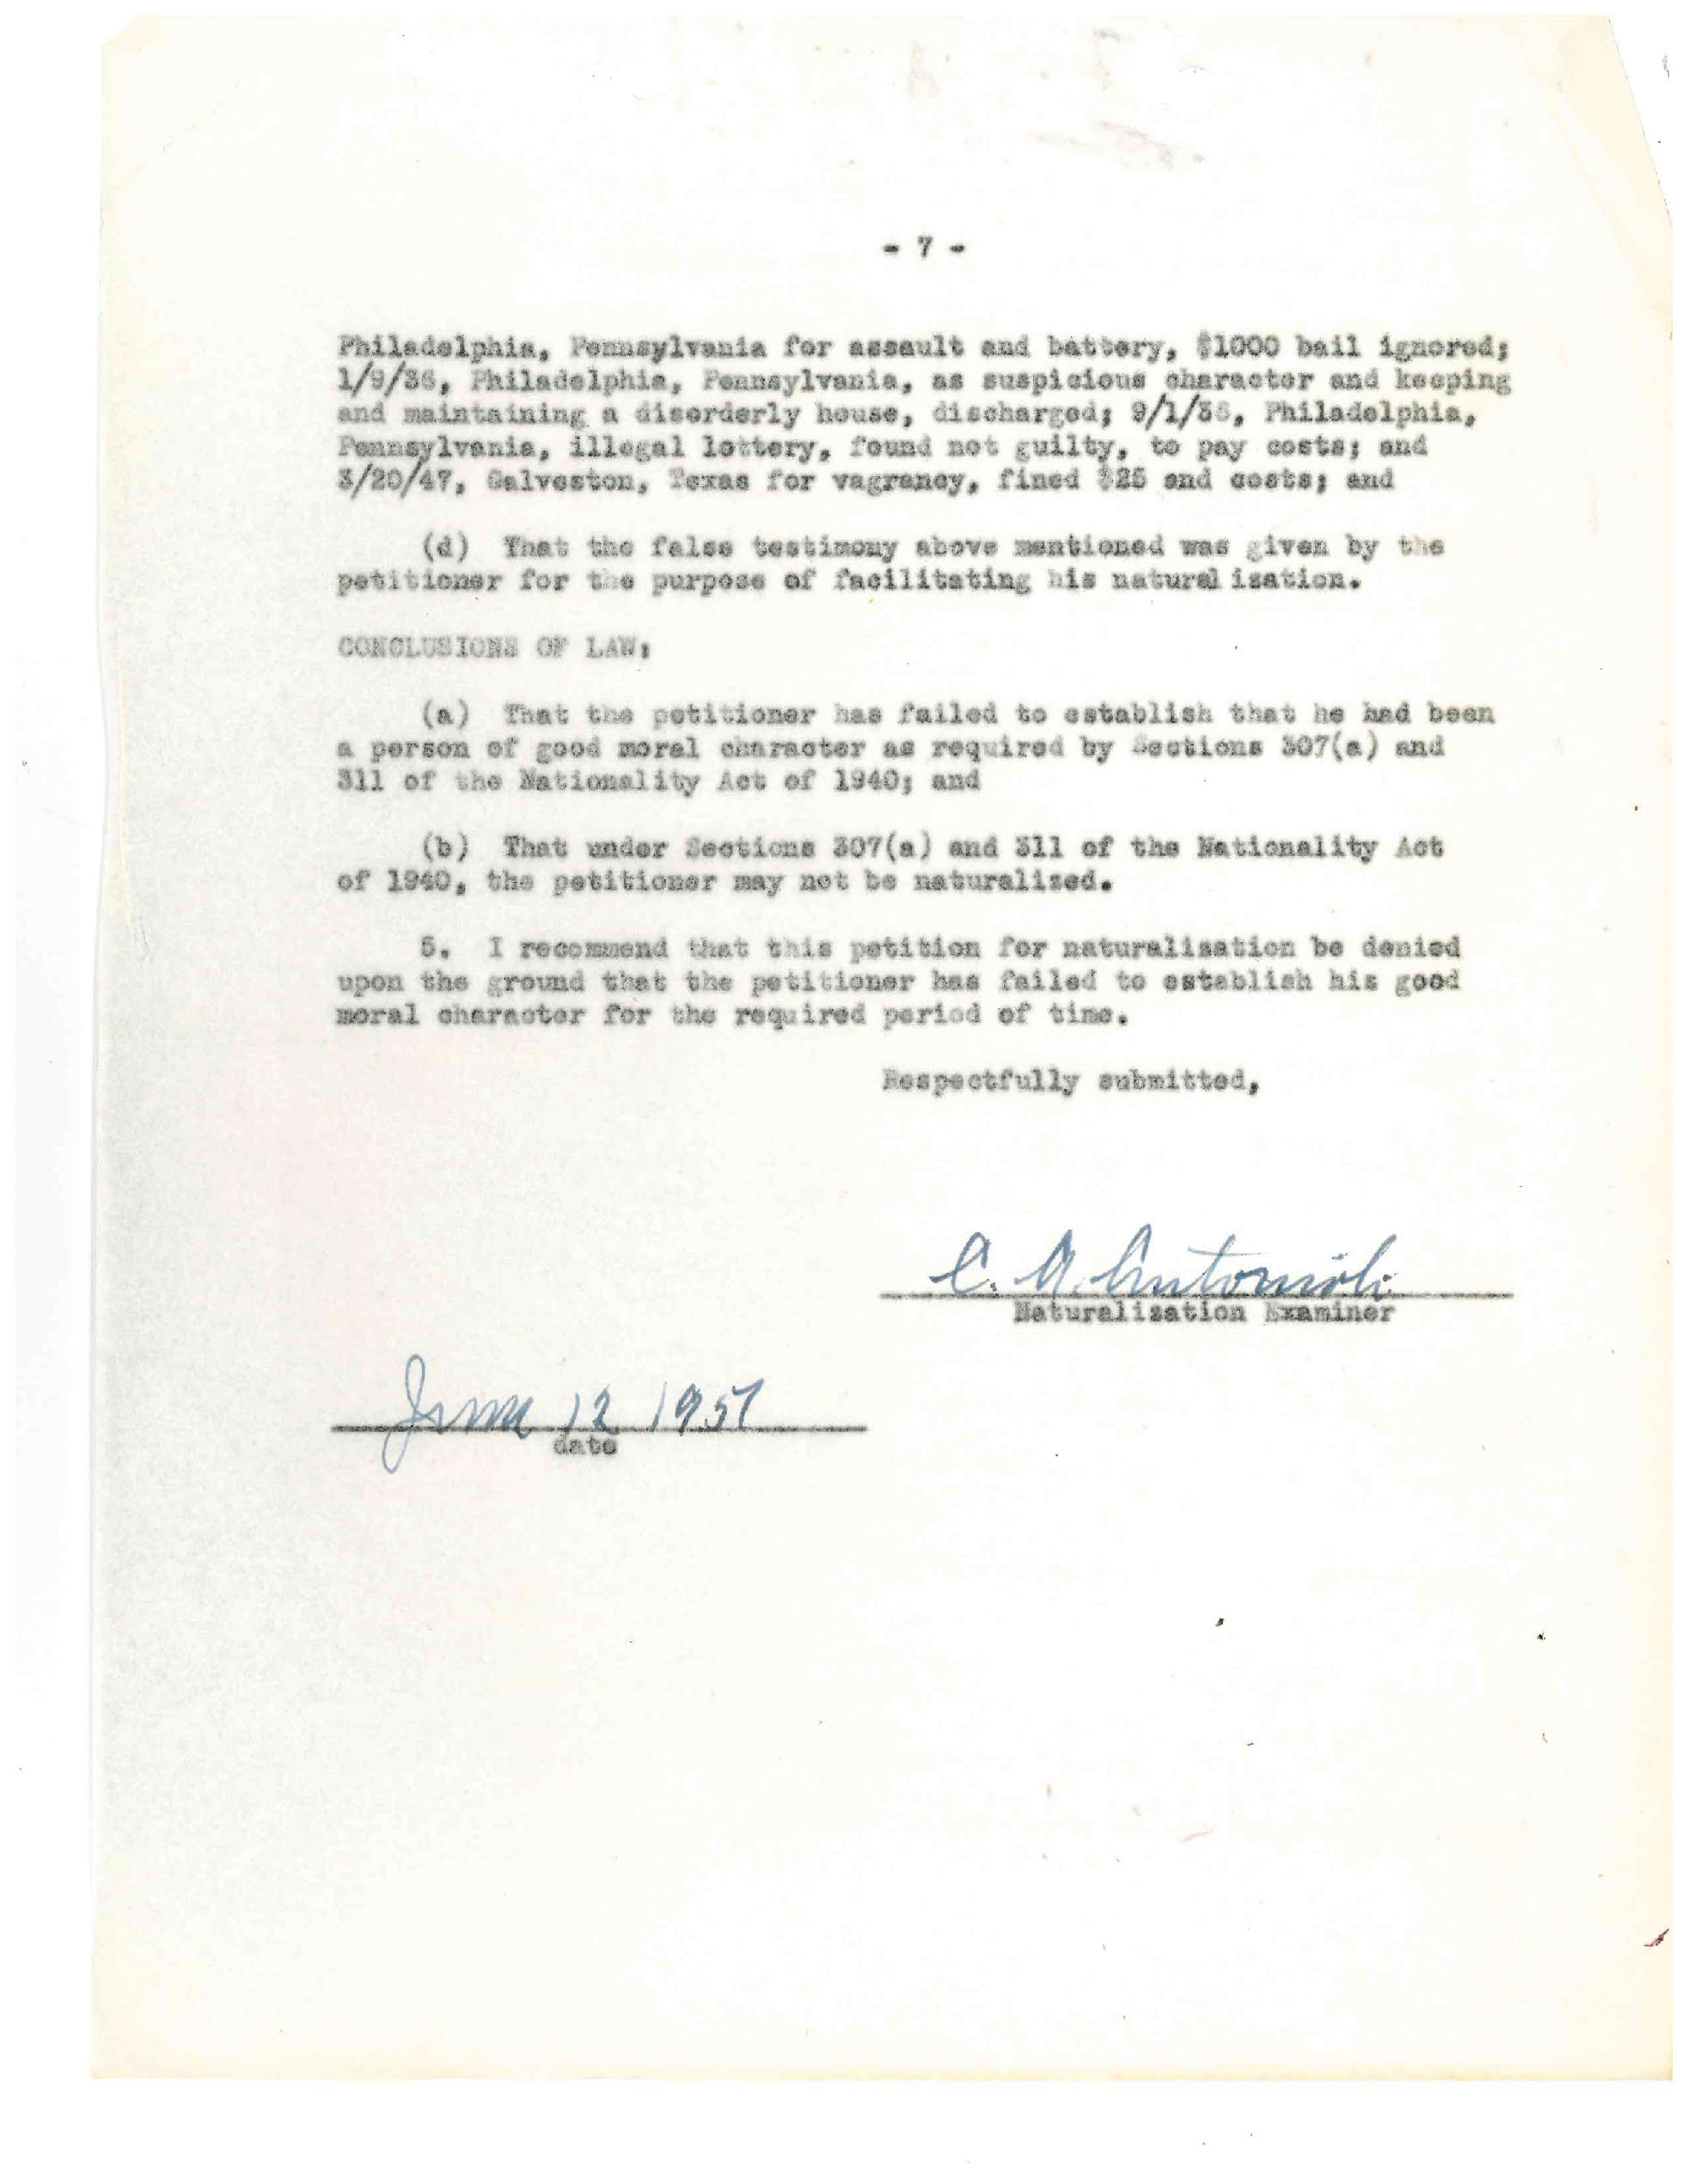 - 7 -
Philadelphia, Pennsylvania for assault and battery, $1000 bail ignored;
1/9/36, Philadelphia, Pennsylvania, as suspicious character and keeping
and maintaining a disorderly house, discharged; 9/1/36, Philadelphia,
Pennsylvania, illegal lottery, found not guilty, to pay costs; and
3/20/47, Galveston, Texas for vagrancy, fined $25 and costs; and
(d) That the false testimony above mentioned was given by the
petitioner for the purpose of facilitating his naturalization.
CONCLUSIONS OF LAW:
(a) That the petitioner has failed to establish that he had been
a person of good moral character as required by Sections 307(a) and
311 of the Nationality Act of 1940; and
(b) That under Sections 307(a) and 311 of the Nationality Act
of 1940, the petitioner may not be naturalized.
5. I recommend that this petition for naturalization be denied
upon the ground that the petitioner has failed to establish his good
moral character for the required period of time.
Respectfully submitted,
C. A. Antonioli
Naturalization Examiner
June 12 1951
date